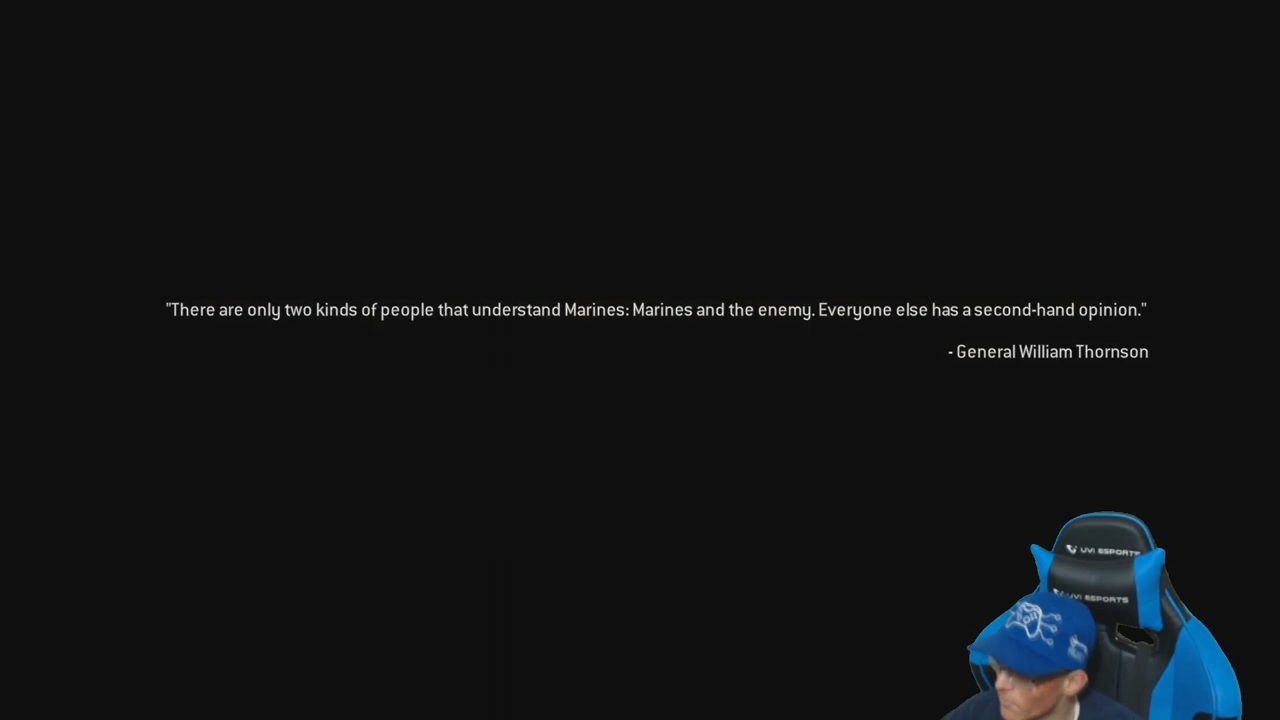 "There are only two kinds of people that understand Marines: Marines and the enemy. Everyone else has a second-hand opinion."
- General William Thornson
UVI ESPORTS
UVI ESPORTS